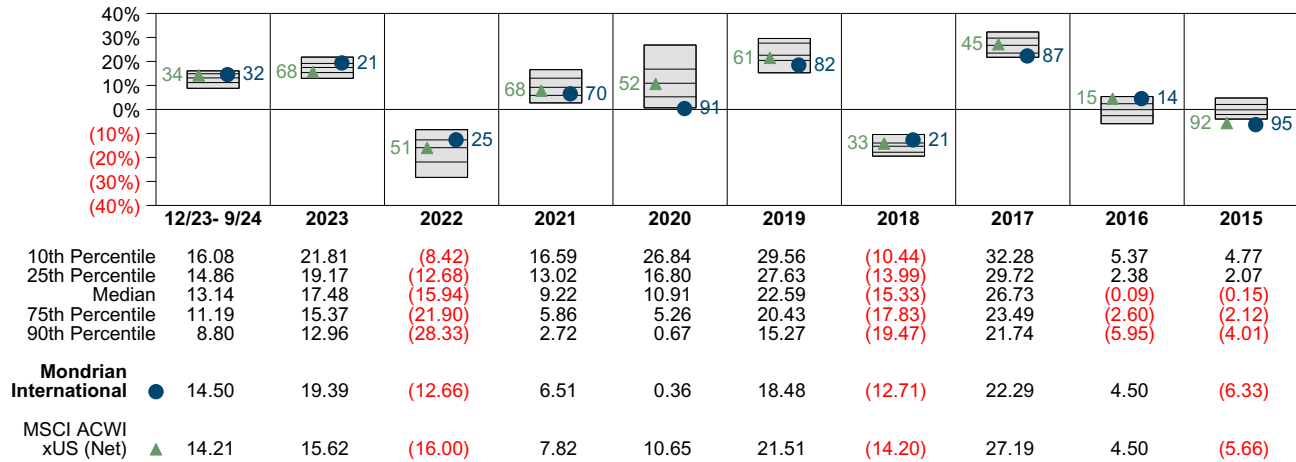 40%
30%
20%
10%
0%
(10%)
(20%)
(30%)
(40%)
34 32
68 21
51 25
68 70
52 91
61 82
33 21
45 87
15 14
92 95
12/23- 9/24 2023 2022 2021 2020 2019 2018 2017 2016 2015
10th Percentile 16.08 21.81 (8.42) 16.59 26.84 29.56 (10.44) 32.28 5.37 4.77
25th Percentile 14.86 19.17 (12.68) 13.02 16.80 27.63 (13.99) 29.72 2.38 2.07
Median 13.14 17.48 (15.94) 9.22 10.91 22.59 (15.33) 26.73 (0.09) (0.15)
75th Percentile 11.19 15.37 (21.90) 5.86 5.26 20.43 (17.83) 23.49 (2.60) (2.12)
90th Percentile 8.80 12.96 (28.33) 2.72 0.67 15.27 (19.47) 21.74 (5.95) (4.01)
Mondrian
International 14.50 19.39 (12.66) 6.51 0.36 18.48 (12.71) 22.29 4.50 (6.33)
MSCI ACWI
xUS (Net) 14.21 15.62 (16.00) 7.82 10.65 21.51 (14.20) 27.19 4.50 (5.66)